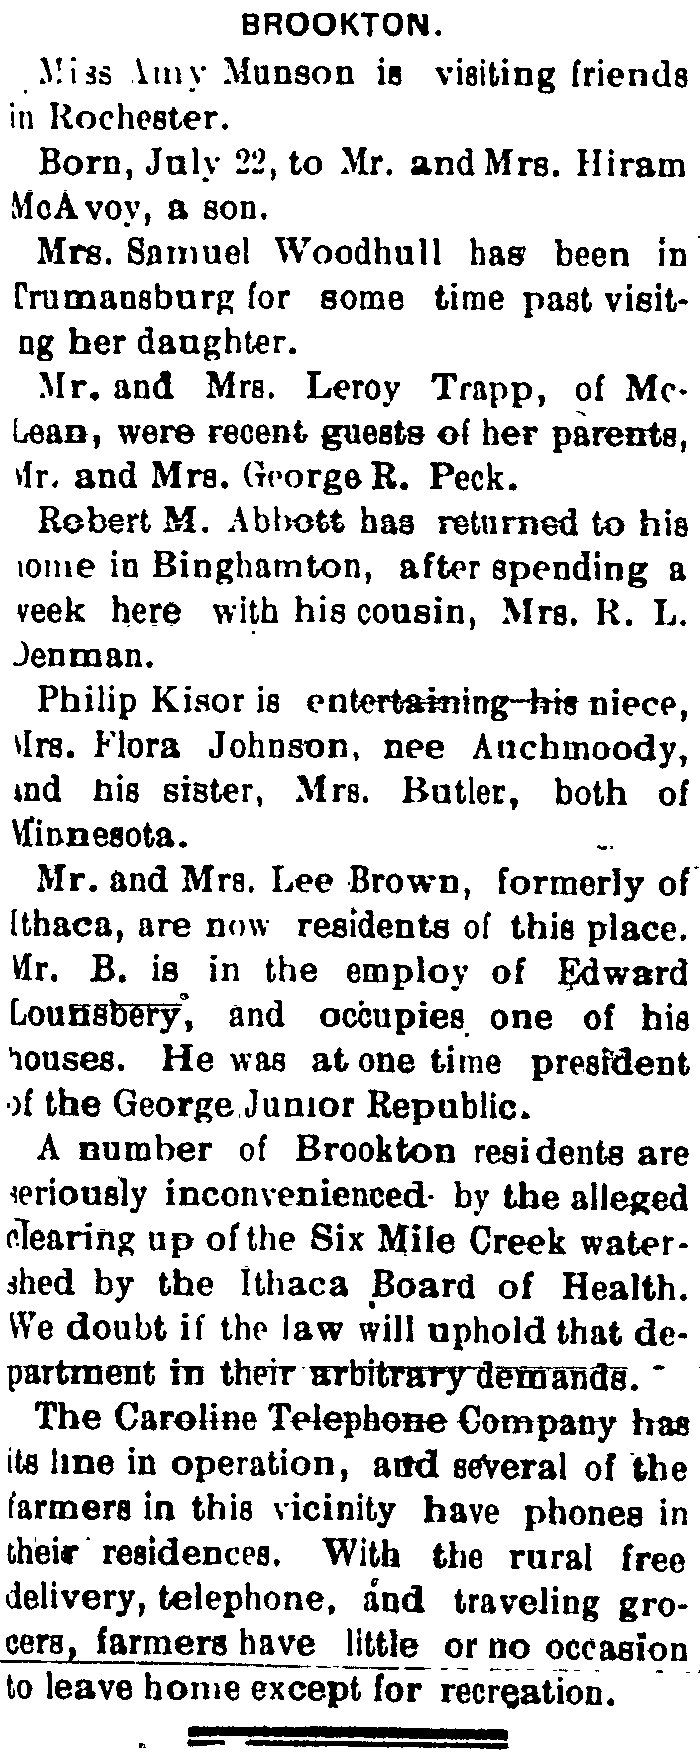 BROOKTON.
Miss Amy Munson is visiting friends
in Rochester.
Born, July 22, to Mr. and Mrs. Hiram
McAvoy, a son.
Mrs. Samuel Woodhull has been in
Trumansburg for some time past visit-
ng her daughter.
Mr. and Mrs. Leroy Trapp, of Mc-
Lean, were recent guests of her parents,
Mr. and Mrs. George R. Peck.
Robert M. Abbott has returned to his
home in Binghamton, after spending a
week here with his cousin, Mrs. R. L.
Denman.
Philip Kisor is entertaining his niece,
Mrs. Flora Johnson, nee Auchmoody,
and his sister, Mrs. Butler, both of
Minnesota.
Mr. and Mrs. Lee Brown, formerly of
Ithaca, are now residents of this place.
Mr. B. is in the employ of Edward
Lounsbery, and occupies one of his
houses. He was at one time president
of the George Junior Republic.
A number of Brookton residents are
seriously inconvenienced by the alleged
clearing up of the Six Mile Creek water-
shed by the Ithaca Board of Health.
We doubt if the law will uphold that de-
partment in their arbitrary demands.
The Caroline Telephone Company has
its line in operation, and several of the
farmers in this vicinity have phones in
their residences. With the rural free
delivery, telephone, and traveling gro-
cers, farmers have little or no occasion
to leave home except for recreation.